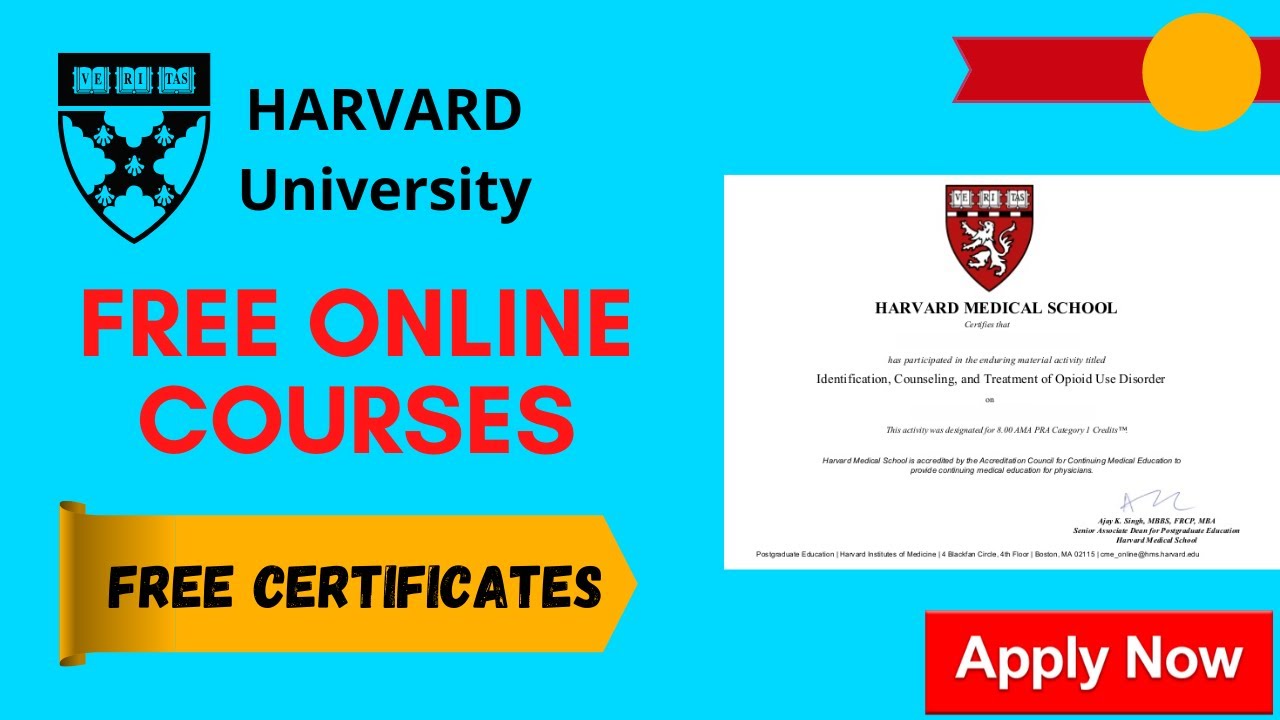 VE RI TAS
HARVARD
University
FREE ONLINE
COURSES
FREE CERTIFICATES
VE RI TAS
HARVARD MEDICAL SCHOOL
Certifies that
has participated in the enduring material activity titled
Identification, Counseling, and Treatment of Opioid Use Disorder
on
This activity was designated for 8.00 AMA PRA Category 1 Credits™.
Harvard Medical School is accredited by the Accreditation Council for Continuing Medical Education to
provide continuing medical education for physicians.
Ajay K. Singh, MBBS, FRCP, MBA
Senior Associate Dean for Postgraduate Education
Harvard Medical School
Postgraduate Education | Harvard Institutes of Medicine | 4 Blackfan Circle, 4th Floor | Boston, MA 02115 | cme_online@hms.harvard.edu
Apply Now